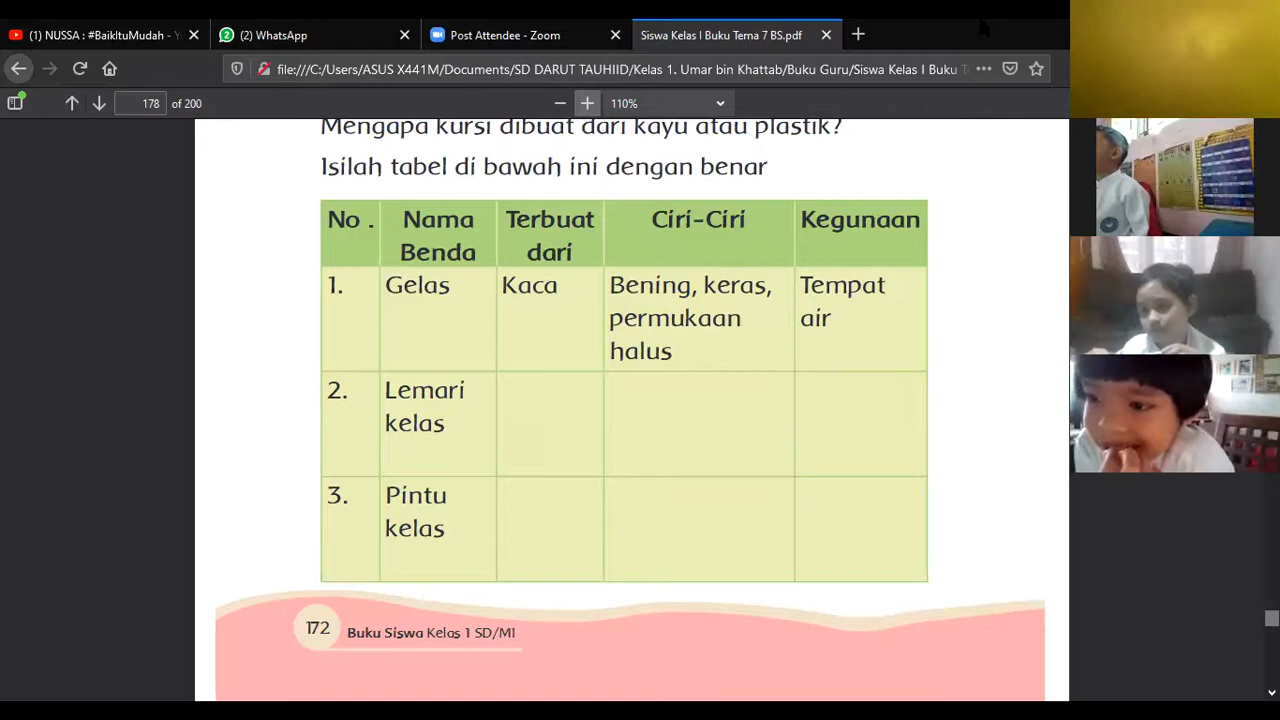 (1) NUSSA : #BaikItuMudah - Y
(2) WhatsApp
Post Attendee - Zoom
Siswa Kelas I Buku Tema 7 BS.pdf
file:///C:/Users/ASUS X441M/Documents/SD DARUT TAUHIID/Kelas 1. Umar bin Khattab/Buku Guru/Siswa Kelas I Buku T
178 of 200
110%
Mengapa kursi dibuat dari kayu atau plastik?
Isilah tabel di bawah ini dengan benar
No . Nama Benda Terbuat dari Ciri-Ciri Kegunaan
1. Gelas Kaca Bening, keras, permukaan halus Tempat air
2. Lemari kelas
3. Pintu kelas
172 Buku Siswa Kelas 1 SD/MI